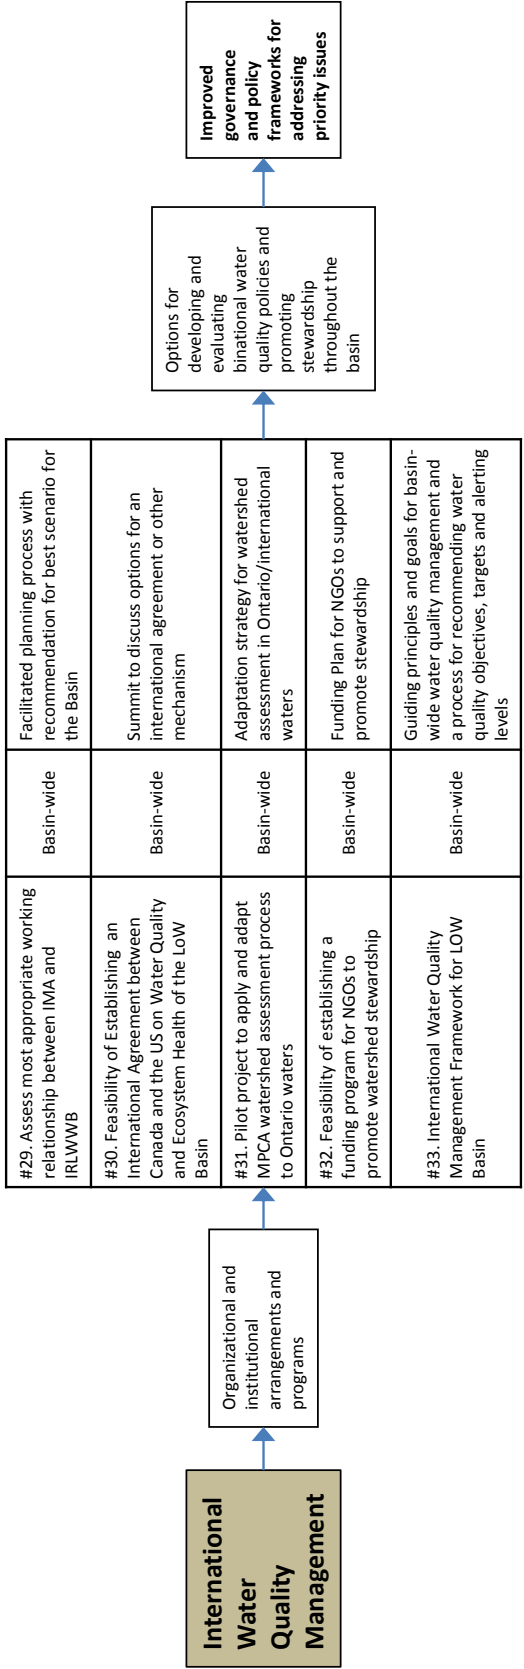 International
Water
Quality
Management
Organizational and
institutional
arrangements and
programs
#29. Assess most appropriate working
relationship between IMA and
IRLWWB
Basin-wide
Facilitated planning process with
recommendation for best scenario for
the Basin
#30. Feasibility of Establishing an
International Agreement between
Canada and the US on Water Quality
and Ecosystem Health of the LoW
Basin
Basin-wide
Summit to discuss options for an
international agreement or other
mechanism
#31. Pilot project to apply and adapt
MPCA watershed assessment process
to Ontario waters
Basin-wide
Adaptation strategy for watershed
assessment in Ontario/international
waters
#32. Feasibility of establishing a
funding program for NGOs to
promote watershed stewardship
Basin-wide
Funding Plan for NGOs to support and
promote stewardship
#33. International Water Quality
Management Framework for LOW
Basin
Basin-wide
Guiding principles and goals for basin-
wide water quality management and
a process for recommending water
quality objectives, targets and alerting
levels
Options for
developing and
evaluating
binational water
quality policies and
promoting
stewardship
throughout the
basin
Improved
governance
and policy
frameworks for
addressing
priority issues